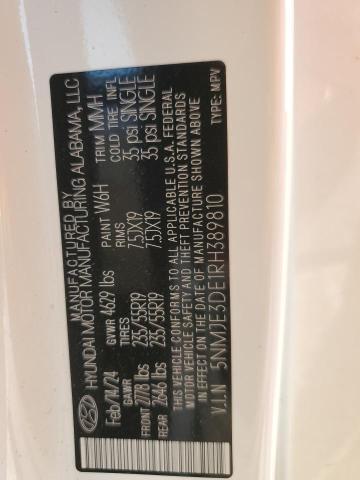 MANUFACTURED BY
HYUNDAI MOTOR MANUFACTURING ALABAMA, LLC
Feb/14/24 PAINT W6H TRIM MMH
GVWR 4629 lbs
GAWR TIRES RIMS COLD TIRE INFL
FRONT 2778 lbs 235/55R19 7.5JX19 35 psi SINGLE
REAR 2646 lbs 235/55R19 7.5JX19 35 psi SINGLE
THIS VEHICLE CONFORMS TO ALL APPLICABLE U.S.A. FEDERAL
MOTOR VEHICLE SAFETY AND THEFT PREVENTION STANDARDS
IN EFFECT ON THE DATE OF MANUFACTURE SHOWN ABOVE
V.I.N 5NMJE3DE1RH389810 TYPE: MPV